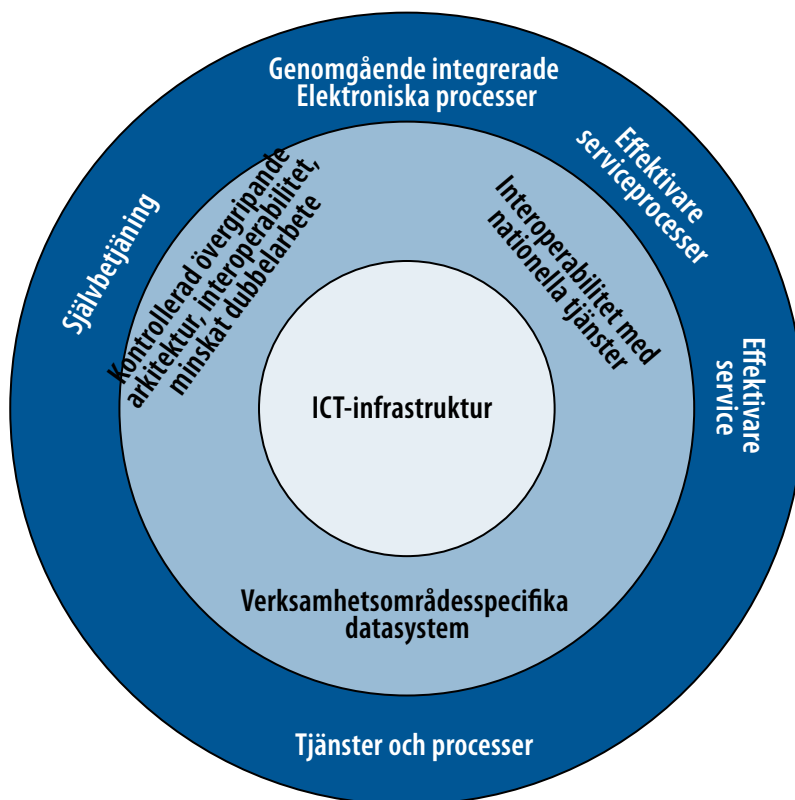 Genomgående integrerade
Elektroniska processer
Effektivare
serviceprocesser
Effektivare
service
Självbetjäning
Kontrollerad övergripande
arkitektur, interoperabilitet,
minskat dubbelarbete
Interoperabilitet med
nationella tjänster
ICT-infrastruktur
Verksamhetsområdesspecifika
datasystem
Tjänster och processer